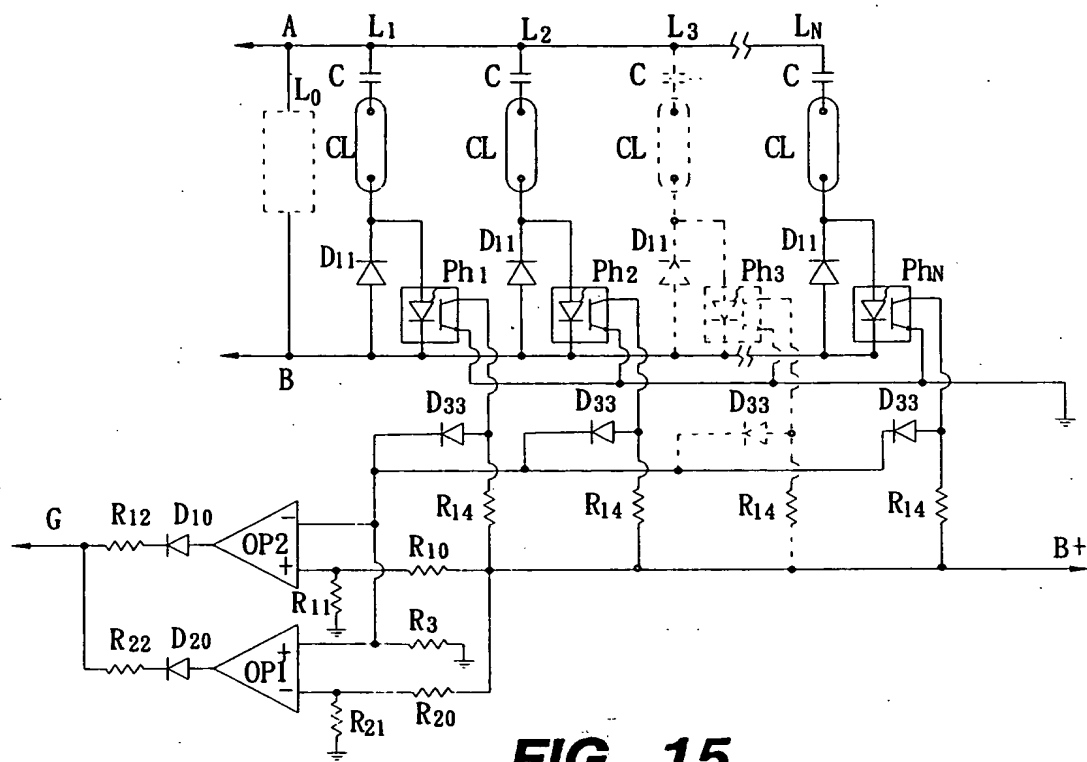 A L1 L2 L3 LN
C C C C
L0
CL CL CL CL
D11 D11 D11 D11
Ph1 Ph2 Ph3 PhN
B
D33 D33 D33 D33
R14 R14 R14 R14
G R12 D10 OP2 − + R10 B+
R11
R22 D20 OP1 + − R3
R21 R20
FIG. 15